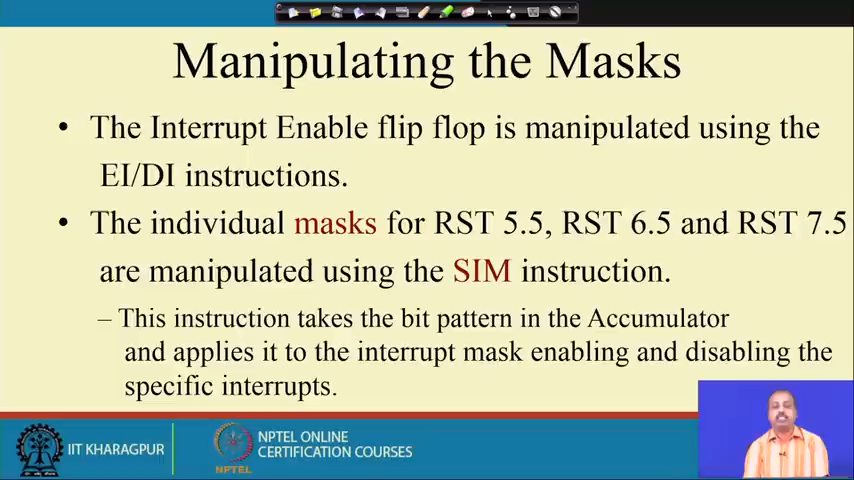 Manipulating the Masks
• The Interrupt Enable flip flop is manipulated using the
EI/DI instructions.
• The individual masks for RST 5.5, RST 6.5 and RST 7.5
are manipulated using the SIM instruction.
– This instruction takes the bit pattern in the Accumulator
and applies it to the interrupt mask enabling and disabling the
specific interrupts.
IIT KHARAGPUR
NPTEL
NPTEL ONLINE
CERTIFICATION COURSES